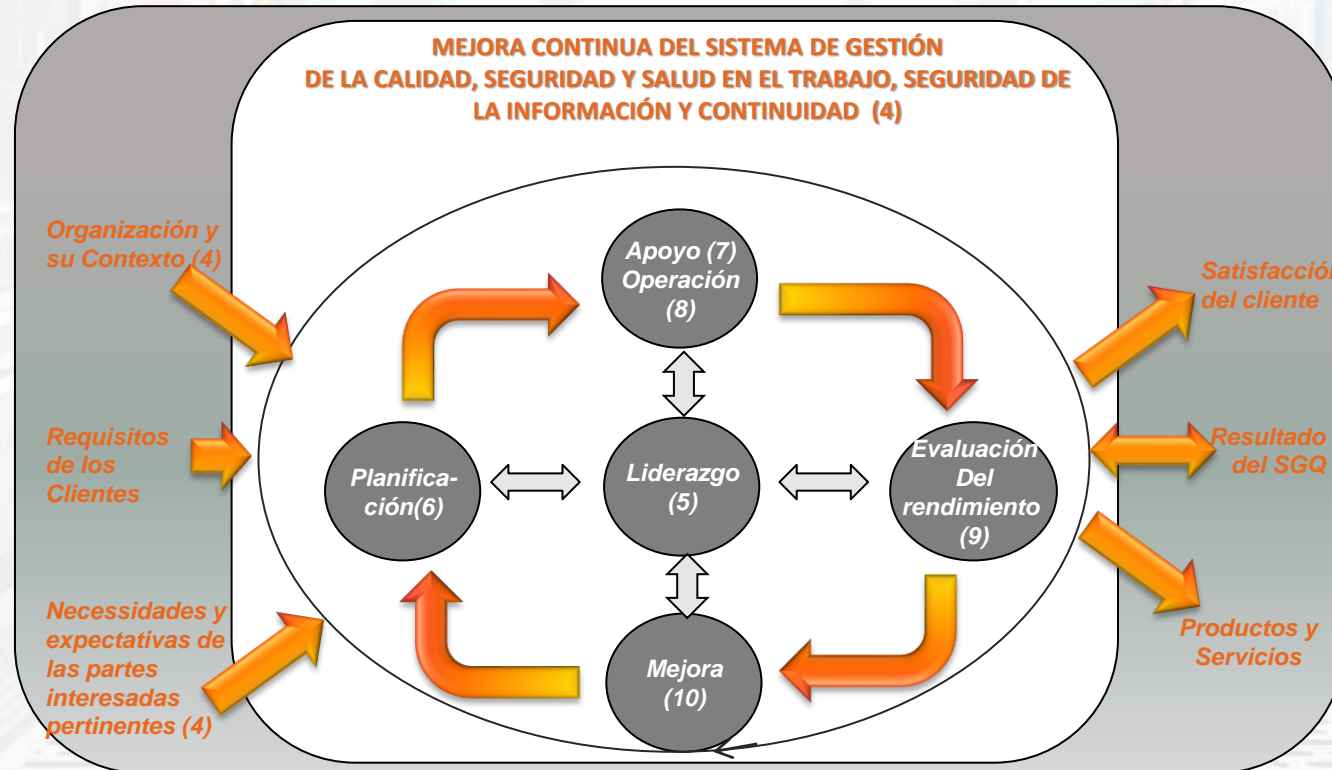 MEJORA CONTINUA DEL SISTEMA DE GESTIÓN
DE LA CALIDAD, SEGURIDAD Y SALUD EN EL TRABAJO, SEGURIDAD DE
LA INFORMACIÓN Y CONTINUIDAD (4)
Organización y
su Contexto (4)
Requisitos
de los
Clientes
Necessidades y
expectativas de
las partes
interesadas
pertinentes (4)
Apoyo (7)
Operación
(8)
Planifica-
ción(6)
Liderazgo
(5)
Evaluación
Del
rendimiento
(9)
Mejora
(10)
Satisfacción
del cliente
Resultado
del SGQ
Productos y
Servicios